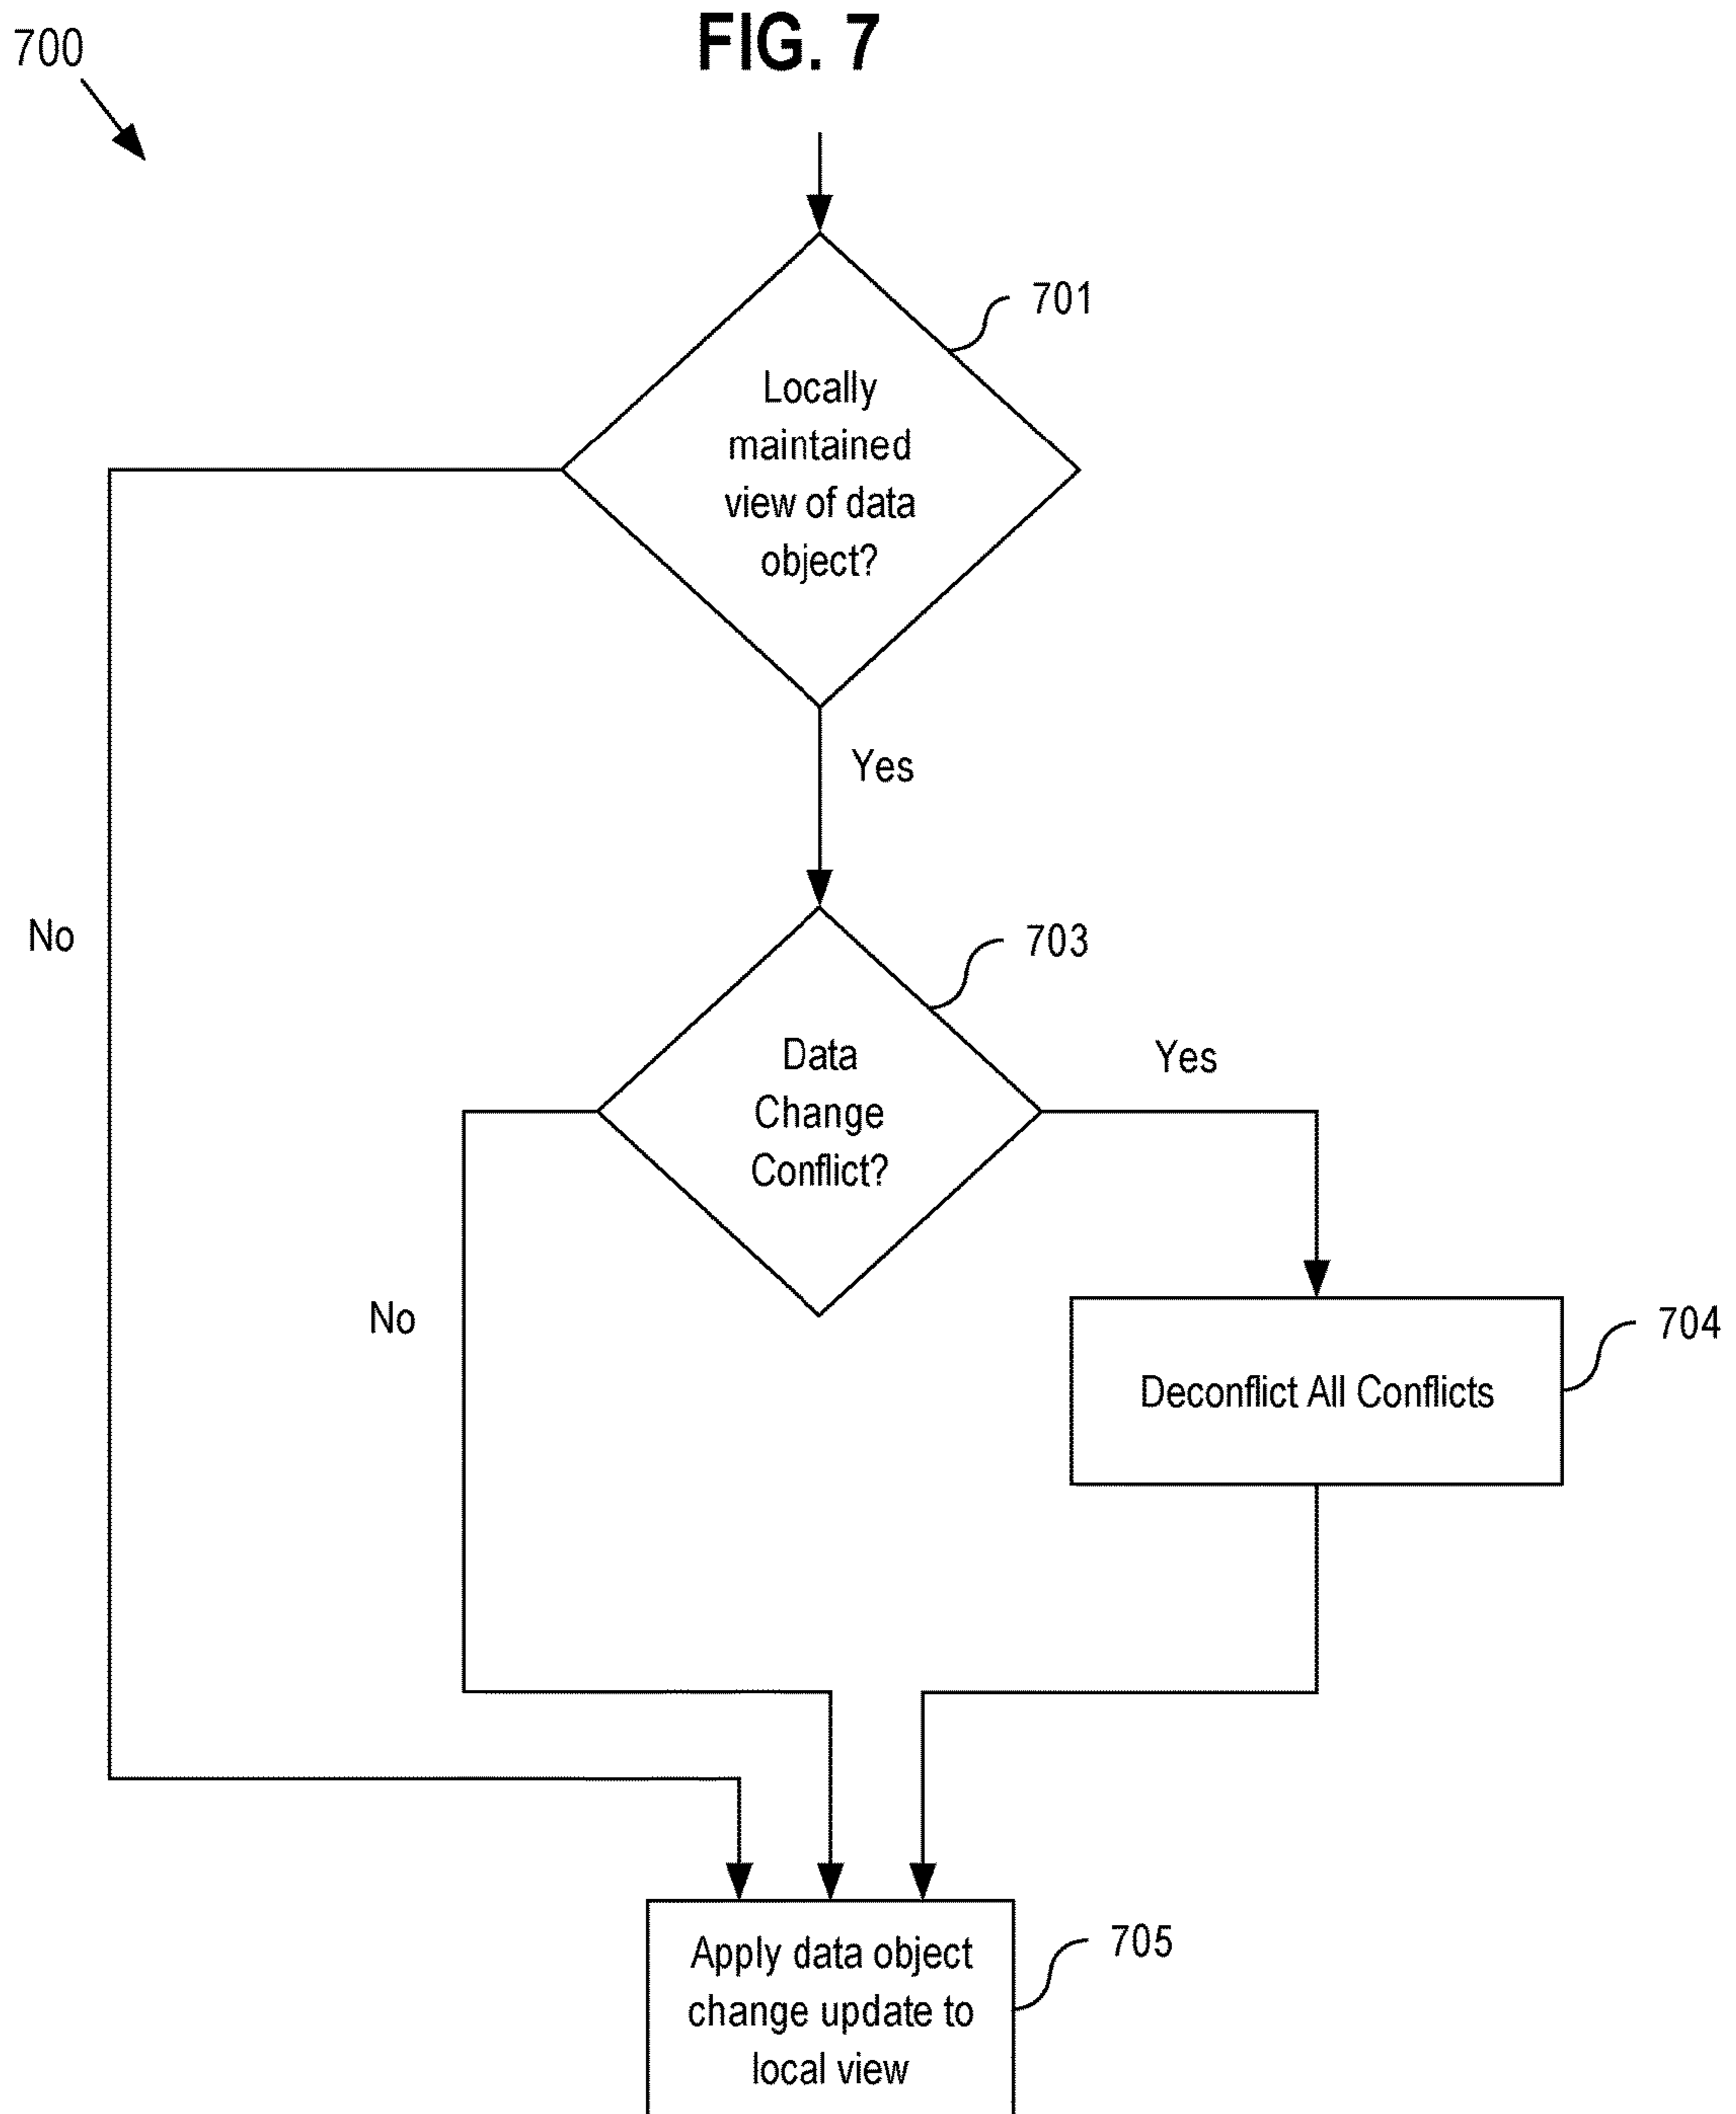 700
FIG. 7
701
Locally
maintained
view of data
object?
Yes
No
703
Data
Change
Conflict?
Yes
No
704
Deconflict All Conflicts
705
Apply data object
change update to
local view